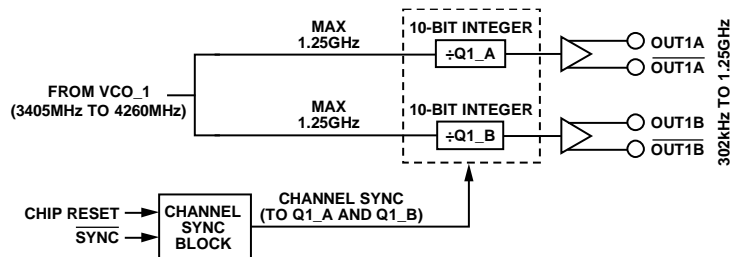 MAX
1.25GHz
10-BIT INTEGER
÷Q1_A
OUT1A
OUT1A
FROM VCO_1
(3405MHz TO 4260MHz)
MAX
1.25GHz
10-BIT INTEGER
÷Q1_B
OUT1B
OUT1B
302kHz TO 1.25GHz
CHIP RESET
SYNC
CHANNEL
SYNC
BLOCK
CHANNEL SYNC
(TO Q1_A AND Q1_B)